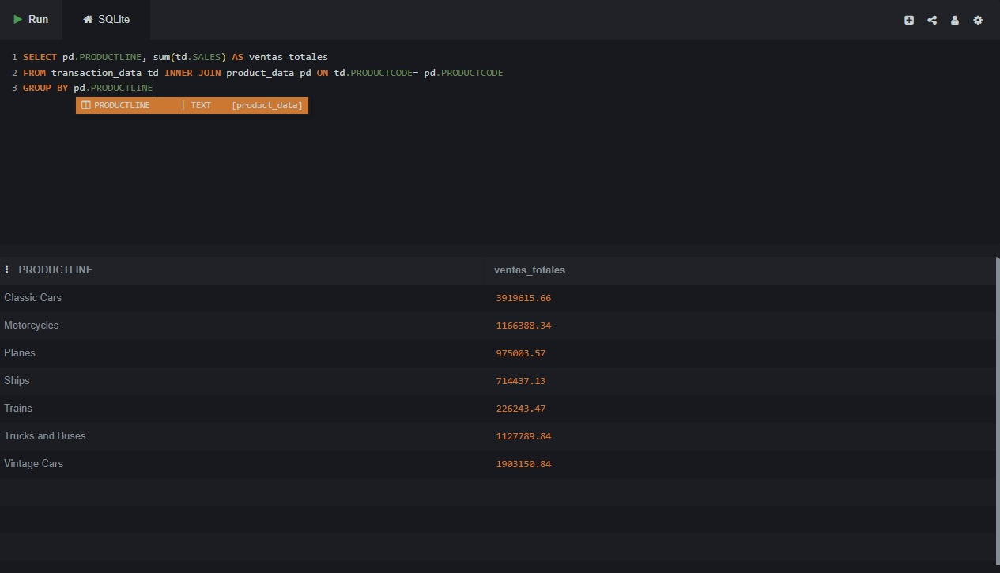 Run SQLite
1 SELECT pd.PRODUCTLINE, sum(td.SALES) AS ventas_totales
2 FROM transaction_data td INNER JOIN product_data pd ON td.PRODUCTCODE= pd.PRODUCTCODE
3 GROUP BY pd.PRODUCTLINE
PRODUCTLINE | TEXT [product_data]
PRODUCTLINE ventas_totales
Classic Cars 3919615.66
Motorcycles 1166388.34
Planes 975003.57
Ships 714437.13
Trains 226243.47
Trucks and Buses 1127789.84
Vintage Cars 1903150.84